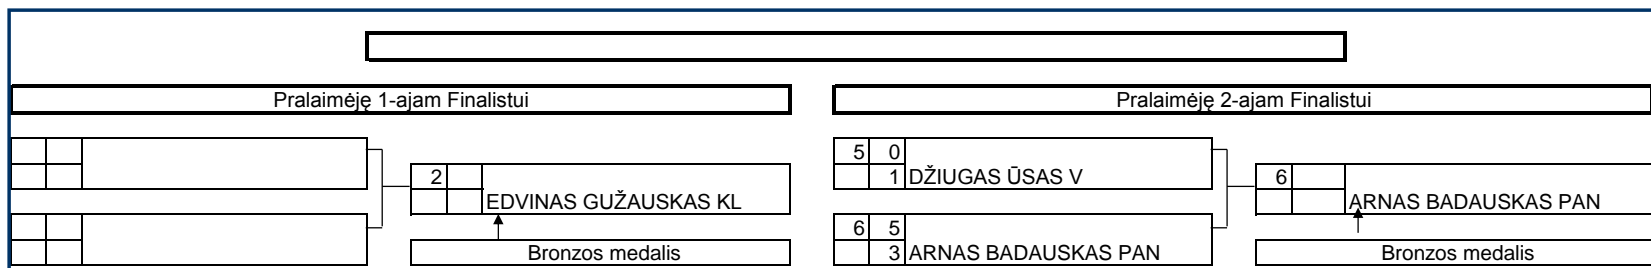 Pralaimėję 1-ajam Finalistui
Pralaimėję 2-ajam Finalistui
2
EDVINAS GUŽAUSKAS KL
Bronzos medalis
5 0
1 DŽIUGAS ŪSAS V
6 5
3 ARNAS BADAUSKAS PAN
6
ARNAS BADAUSKAS PAN
Bronzos medalis